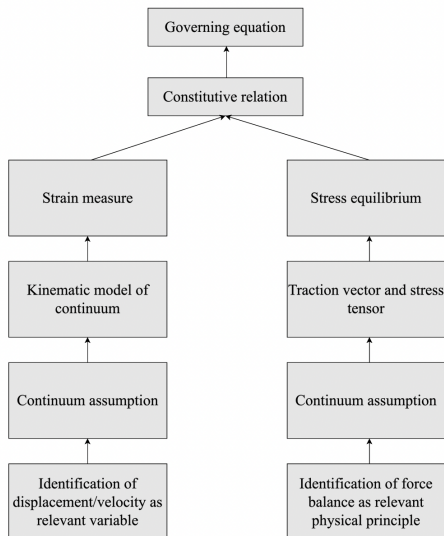 Governing equation
Constitutive relation
Strain measure
Stress equilibrium
Kinematic model of
continuum
Traction vector and stress
tensor
Continuum assumption
Continuum assumption
Identification of
displacement/velocity as
relevant variable
Identification of force
balance as relevant
physical principle